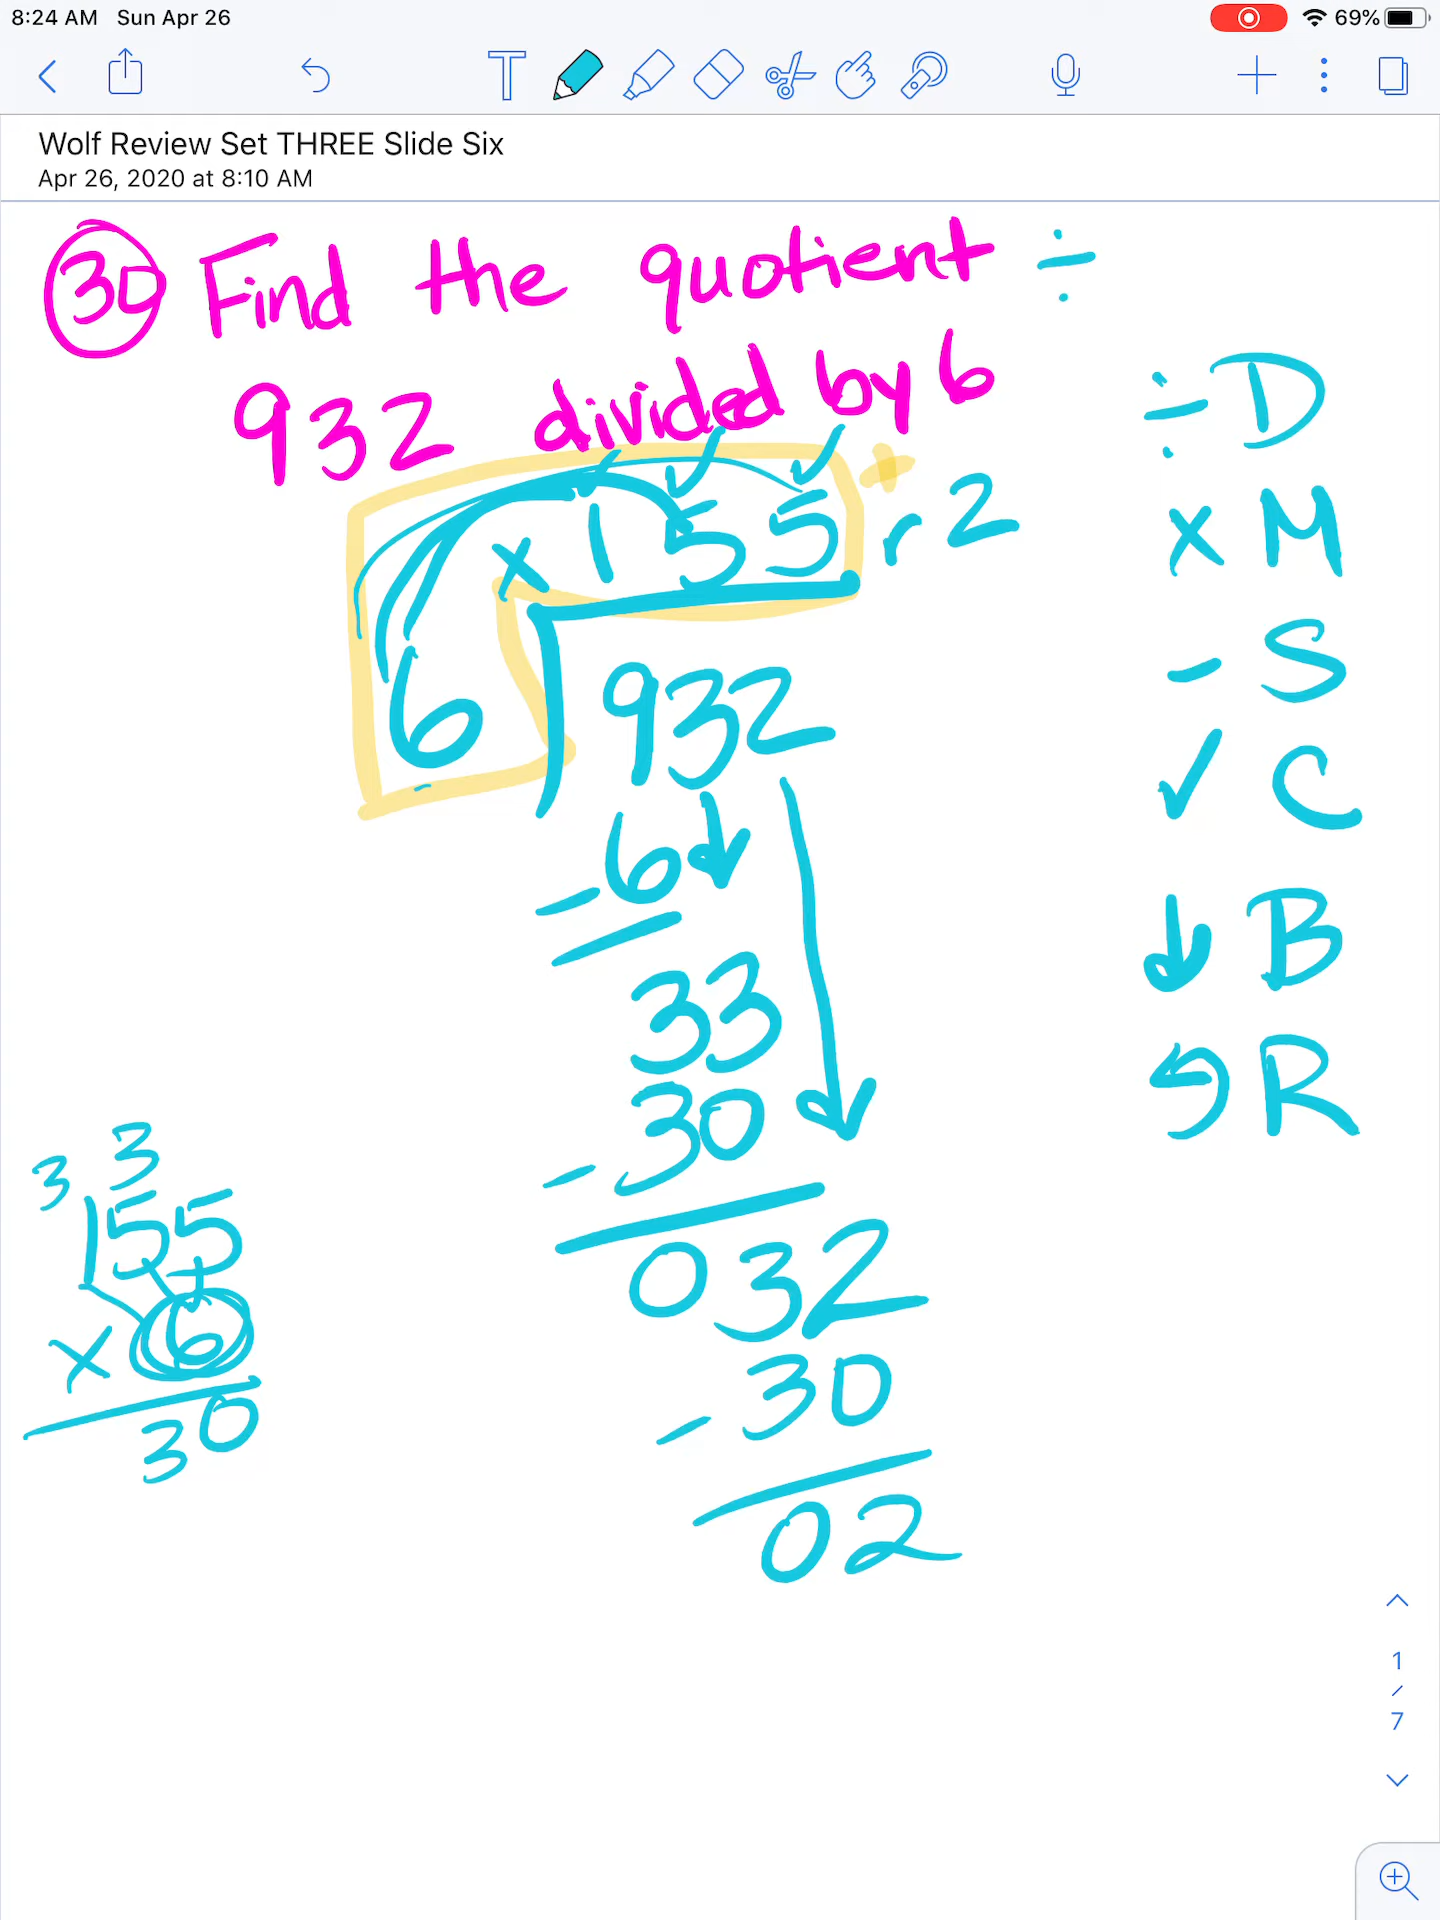 8:24 AM Sun Apr 26
69%
T
Wolf Review Set THREE Slide Six
Apr 26, 2020 at 8:10 AM
30 Find the quotient ÷
932 divided by 6
÷ D
× M
- S
✓ C
↓ B
R
× 155 r 2
+
6 932
- 6
33
- 30
032
- 30
02
3 3
155
× 6
30
1
/
7